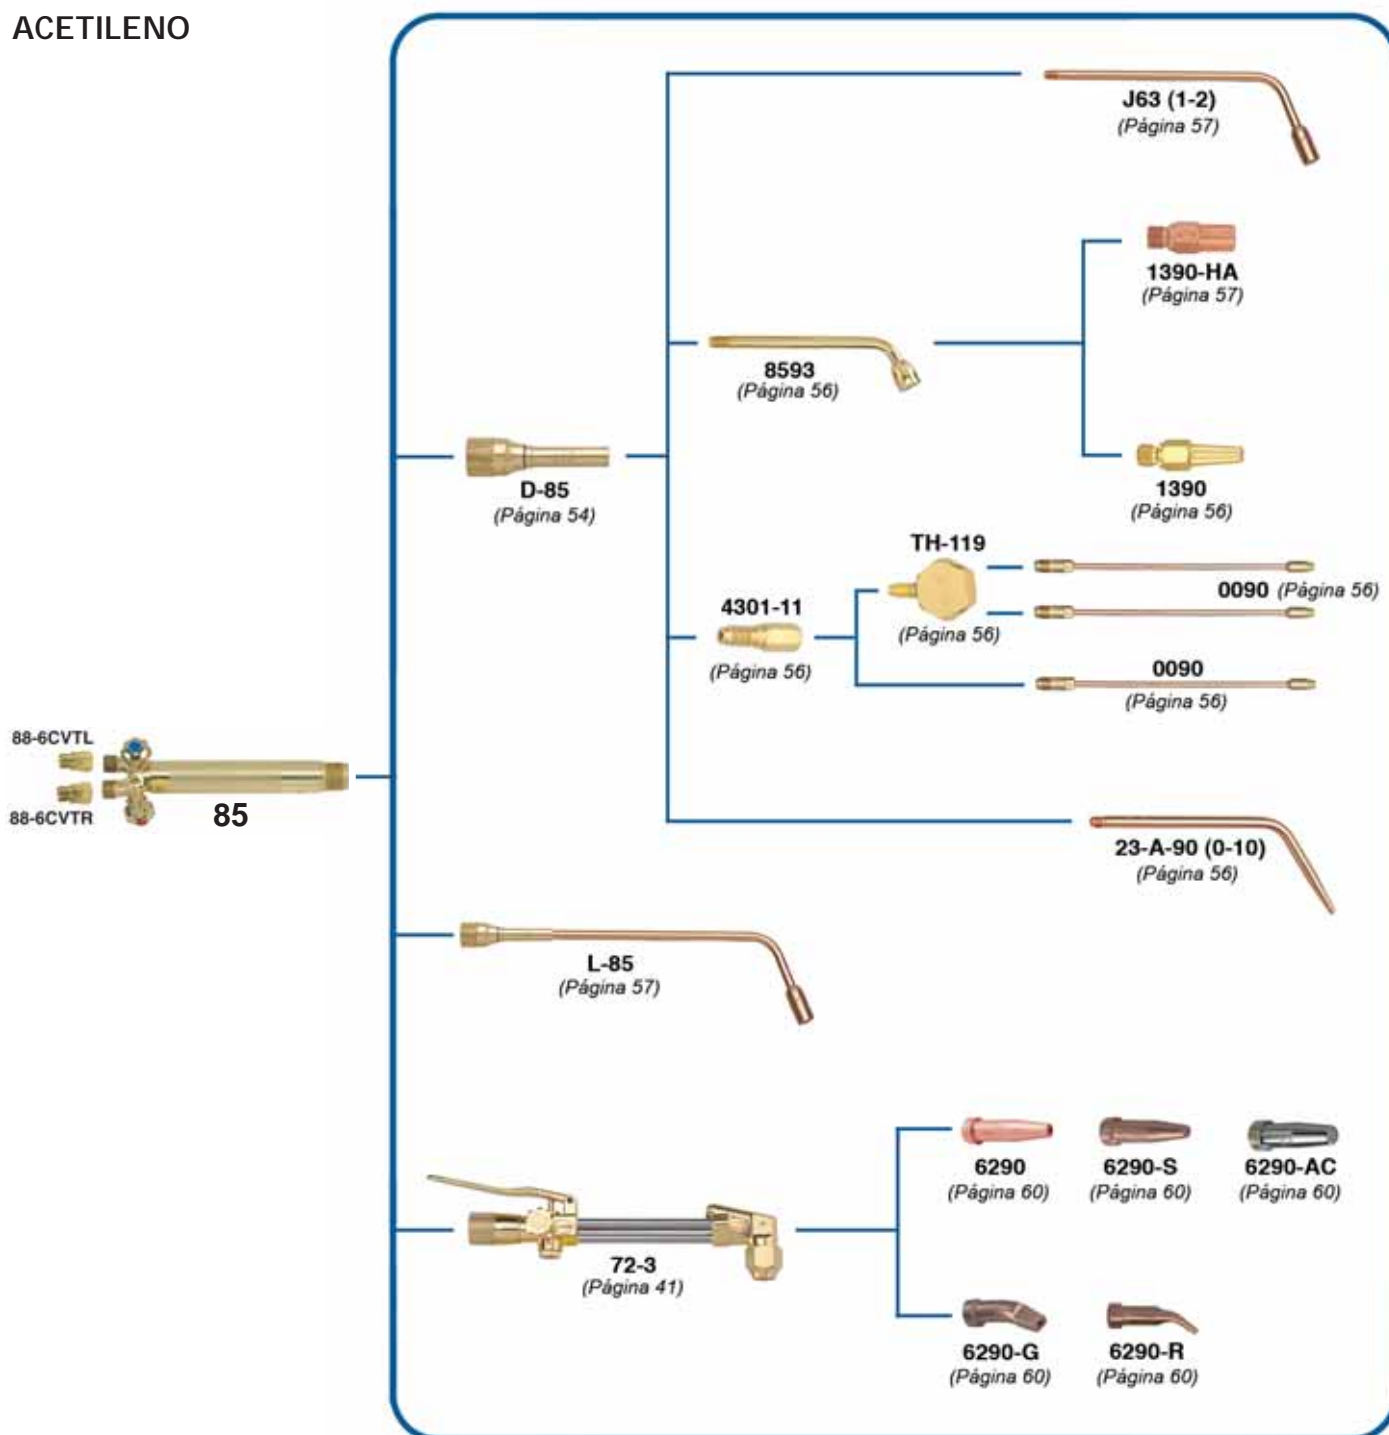 ACETILENO
J63 (1-2)
(Página 57)
1390-HA
(Página 57)
8593
(Página 56)
1390
(Página 56)
D-85
(Página 54)
TH-119
(Página 56)
0090 (Página 56)
4301-11
(Página 56)
0090
(Página 56)
88-6CVTL
88-6CVTR
85
23-A-90 (0-10)
(Página 56)
L-85
(Página 57)
72-3
(Página 41)
6290
(Página 60)
6290-S
(Página 60)
6290-AC
(Página 60)
6290-G
(Página 60)
6290-R
(Página 60)